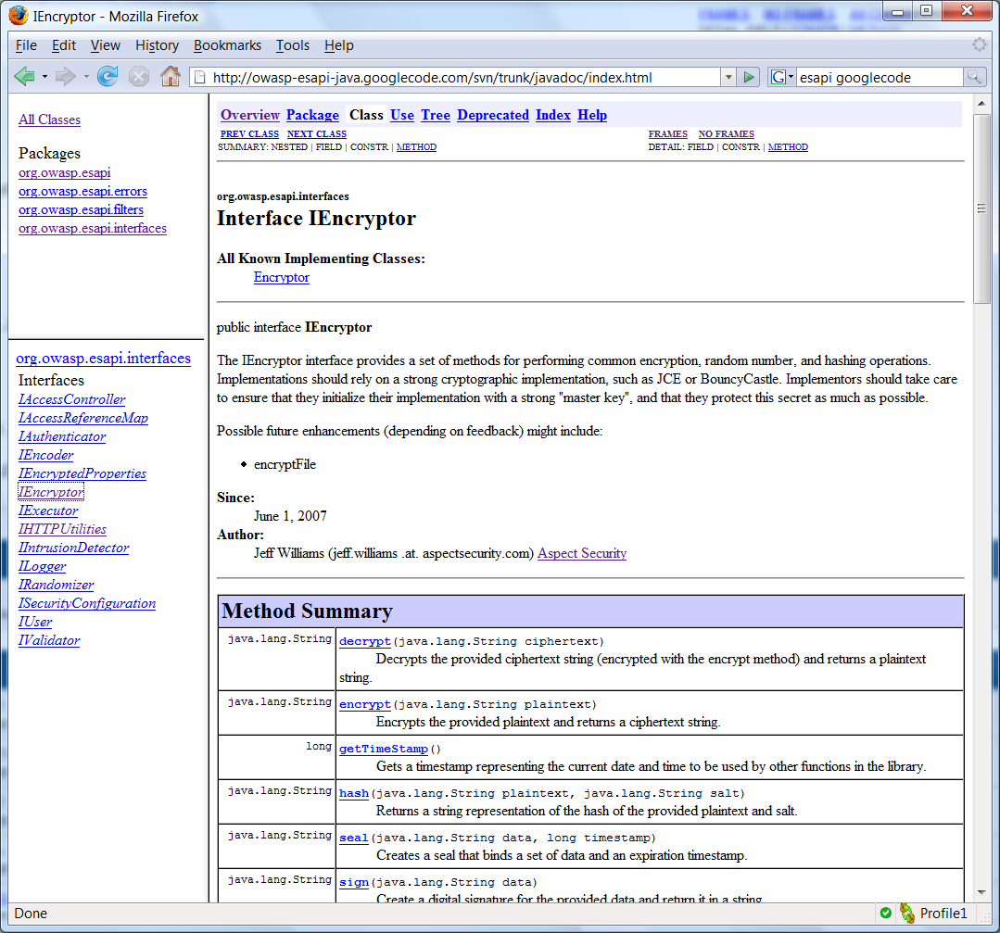 IEncryptor - Mozilla Firefox
File Edit View History Bookmarks Tools Help
http://owasp-esapi-java.googlecode.com/svn/trunk/javadoc/index.html
G esapi googlecode
All Classes
Packages
org.owasp.esapi
org.owasp.esapi.errors
org.owasp.esapi.filters
org.owasp.esapi.interfaces
org.owasp.esapi.interfaces
Interfaces
IAccessController
IAccessReferenceMap
IAuthenticator
IEncoder
IEncryptedProperties
IEncryptor
IExecutor
IHTTPUtilities
IIntrusionDetector
ILogger
IRandomizer
ISecurityConfiguration
IUser
IValidator
Overview Package Class Use Tree Deprecated Index Help
PREV CLASS NEXT CLASS FRAMES NO FRAMES
SUMMARY: NESTED | FIELD | CONSTR | METHOD DETAIL: FIELD | CONSTR | METHOD
org.owasp.esapi.interfaces
Interface IEncryptor
All Known Implementing Classes:
Encryptor
public interface IEncryptor
The IEncryptor interface provides a set of methods for performing common encryption, random number, and hashing operations.
Implementations should rely on a strong cryptographic implementation, such as JCE or BouncyCastle. Implementors should take care
to ensure that they initialize their implementation with a strong "master key", and that they protect this secret as much as possible.
Possible future enhancements (depending on feedback) might include:
• encryptFile
Since:
June 1, 2007
Author:
Jeff Williams (jeff.williams .at. aspectsecurity.com) Aspect Security
Method Summary
java.lang.String decrypt(java.lang.String ciphertext)
Decrypts the provided ciphertext string (encrypted with the encrypt method) and returns a plaintext
string.
java.lang.String encrypt(java.lang.String plaintext)
Encrypts the provided plaintext and returns a ciphertext string.
long getTimeStamp()
Gets a timestamp representing the current date and time to be used by other functions in the library.
java.lang.String hash(java.lang.String plaintext, java.lang.String salt)
Returns a string representation of the hash of the provided plaintext and salt.
java.lang.String seal(java.lang.String data, long timestamp)
Creates a seal that binds a set of data and an expiration timestamp.
java.lang.String sign(java.lang.String data)
Create a digital signature for the provided data and return it in a string
Done
Profile1